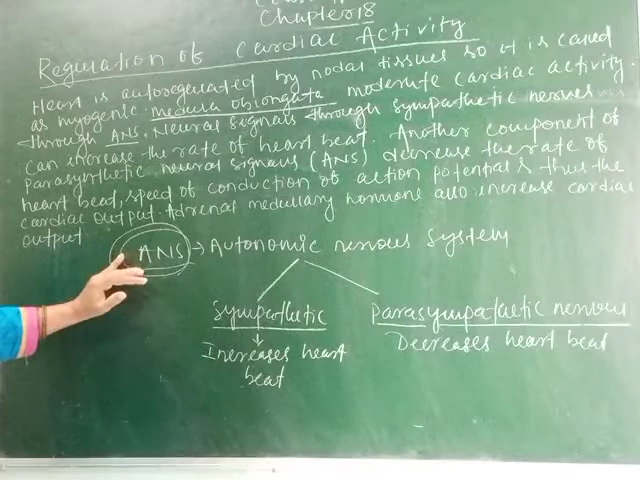 Chapter 18
Regulation of Cardiac Activity
Heart is autoregulated by nodal tissues so it is called
as myogenic. medula oblongata moderate cardiac activity.
through ANS. Neural signals through sympathetic nerves
can increase the rate of heart beat. Another component of
Parasympthetic neural signals (ANS) decrease the rate of
heart beat, speed of conduction of action potential & thus the
cardiac output. Adrenal medullary hormone also increase cardiac
output
ANS → Autonomic nervous system
Sympathetic
Parasympathetic nervous
↓
Increases heart
beat
Decreases heart beat